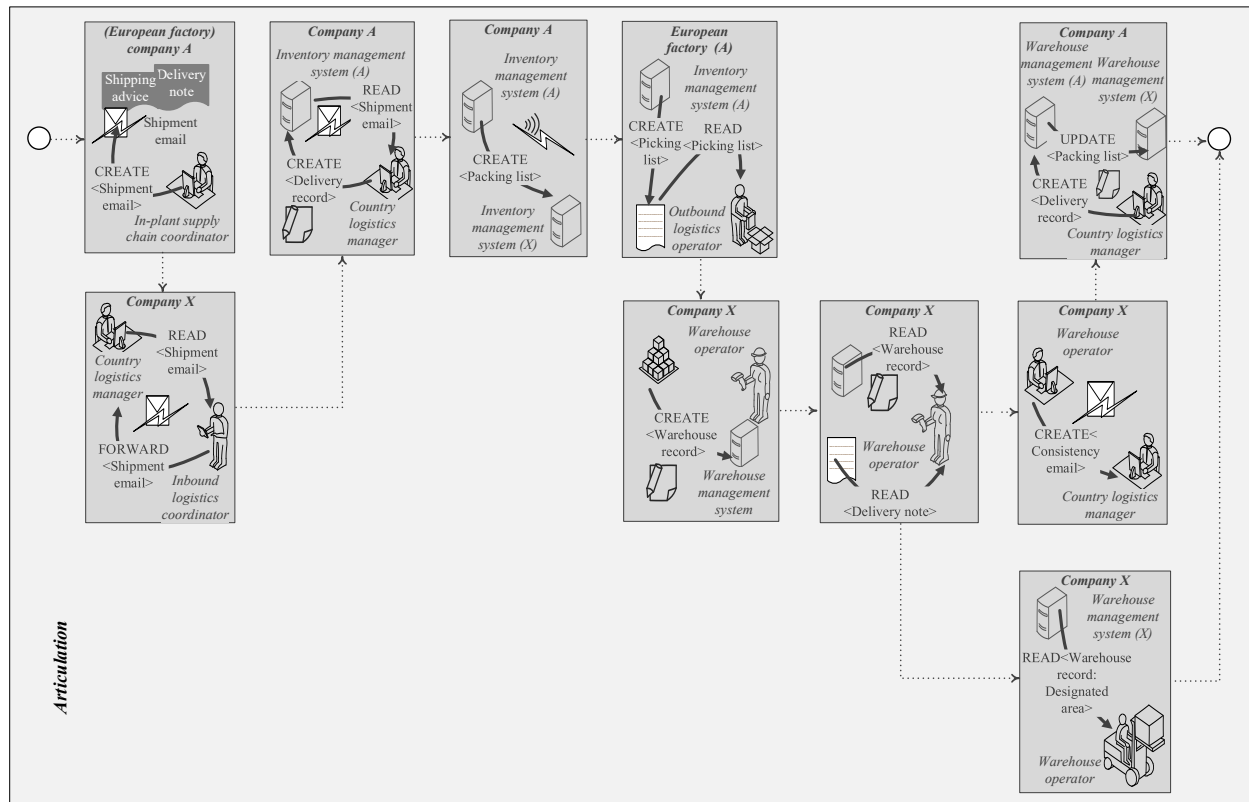 (European factory)
company A
Shipping
advice
Delivery
note
Shipment
email
CREATE
<Shipment
email>
In-plant supply
chain coordinator
Company A
Inventory management
system (A)
READ
<Shipment
email>
CREATE
<Delivery
record>
Country
logistics
manager
Company A
Inventory
management
system (A)
CREATE
<Packing list>
Inventory
management
system (X)
European
factory (A)
Inventory
management
system (A)
CREATE
<Picking
list>
READ
<Picking list>
Outbound
logistics
operator
Company A
Warehouse
management
system (A)
Warehouse
management
system (X)
UPDATE
<Packing list>
CREATE
<Delivery
record>
Country logistics
manager
Company X
READ
<Shipment
email>
Country
logistics
manager
FORWARD
<Shipment
email>
Inbound
logistics
coordinator
Company X
Warehouse
operator
CREATE
<Warehouse
record>
Warehouse
management
system
Company X
READ
<Warehouse
record>
Warehouse
operator
READ
<Delivery note>
Company X
Warehouse
operator
CREATE<
Consistency
email>
Country logistics
manager
Company X
Warehouse
management
system (X)
READ<Warehouse
record:
Designated
area>
Warehouse
operator
Articulation